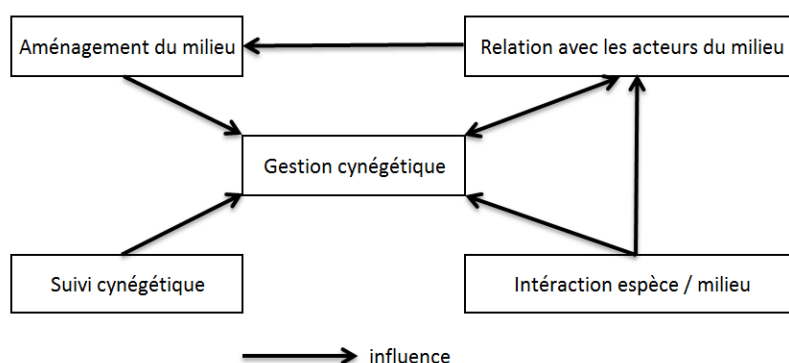 Aménagement du milieu
Relation avec les acteurs du milieu
Gestion cynégétique
Suivi cynégétique
Intéraction espèce / milieu
influence